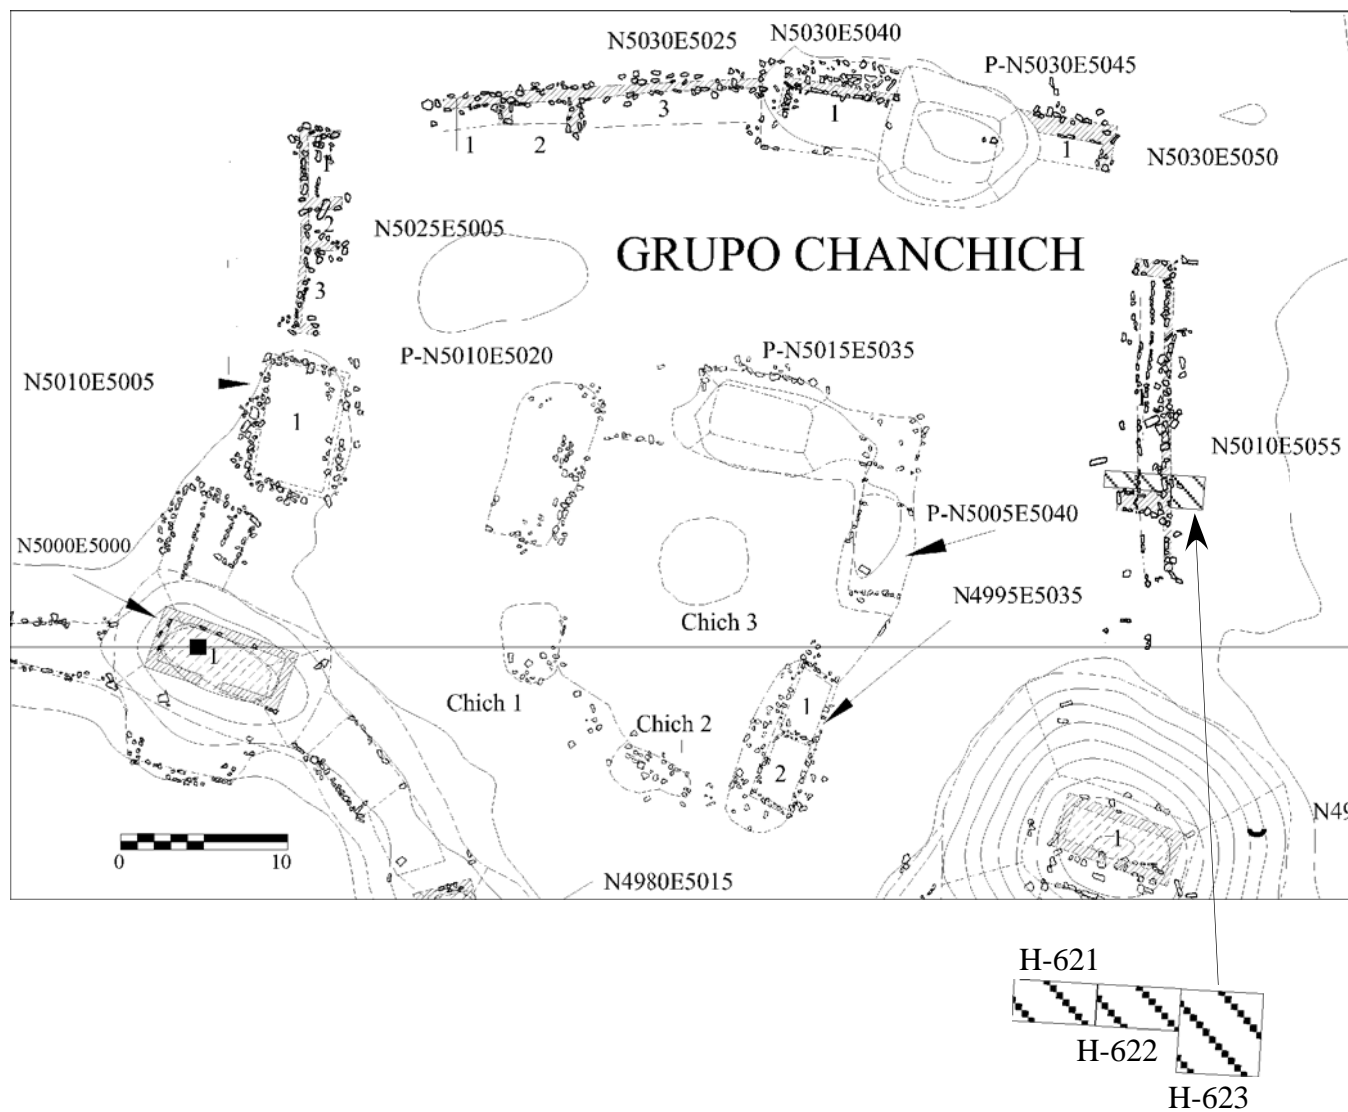 N5030E5025
N5030E5040
P-N5030E5045
3
1
1
2
1
N5030E5050
1
2
N5025E5005
GRUPO CHANCHICH
3
P-N5010E5020
P-N5015E5035
N5010E5005
1
N5010E5055
P-N5005E5040
N5000E5000
N4995E5035
Chich 3
1
Chich 1
1
Chich 2
2
N49
1
0
10
N4980E5015
H-621
H-622
H-623